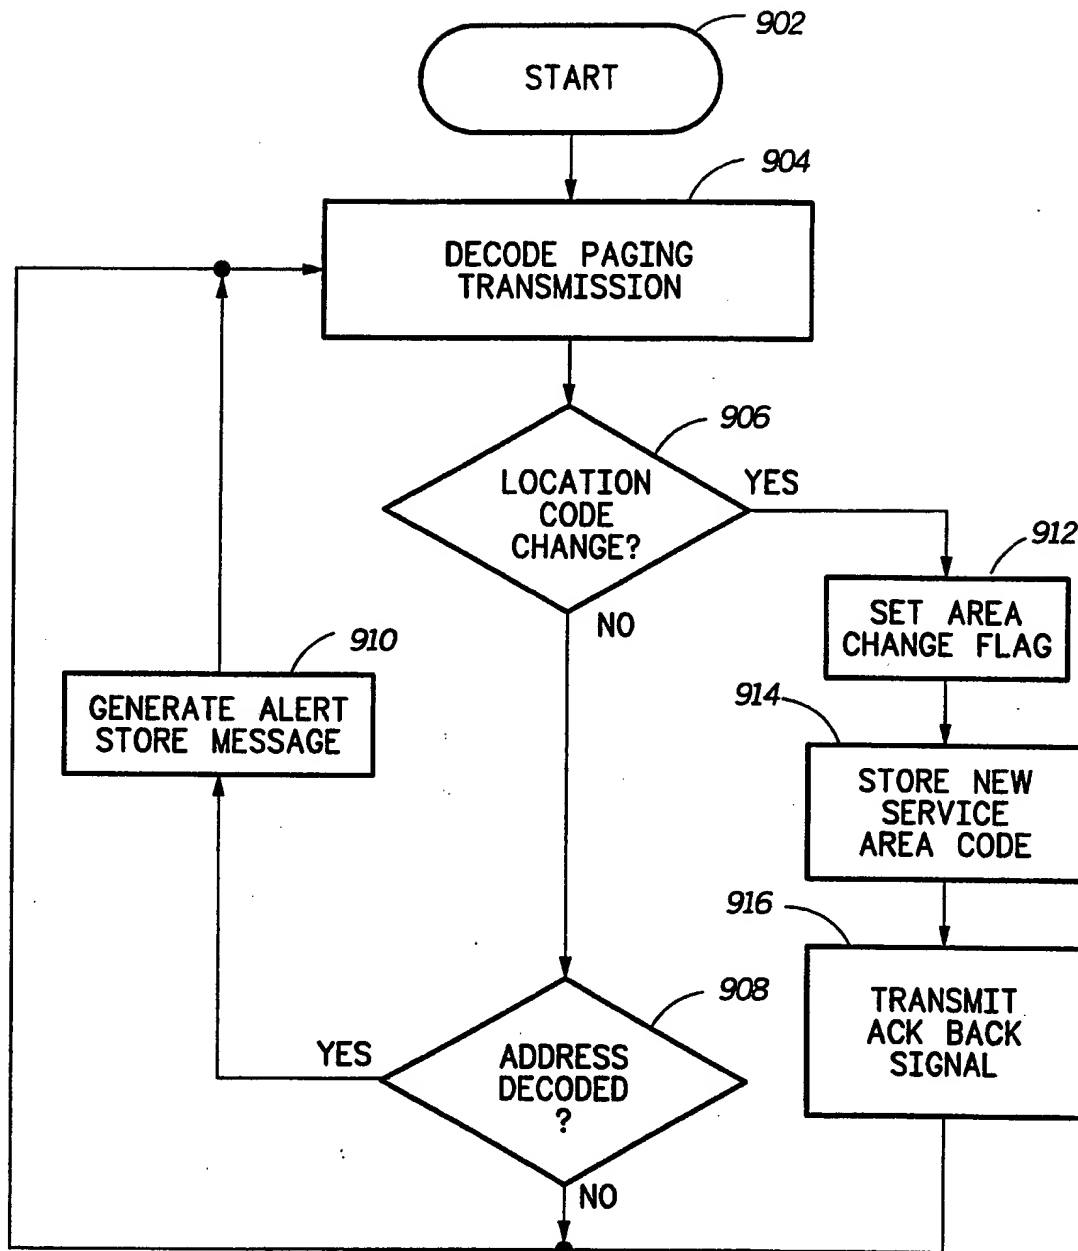 902
START
904
DECODE PAGING
TRANSMISSION
906
LOCATION
CODE
CHANGE?
YES
NO
912
SET AREA
CHANGE FLAG
910
GENERATE ALERT
STORE MESSAGE
914
STORE NEW
SERVICE
AREA CODE
916
TRANSMIT
ACK BACK
SIGNAL
908
YES
ADDRESS
DECODED
?
NO